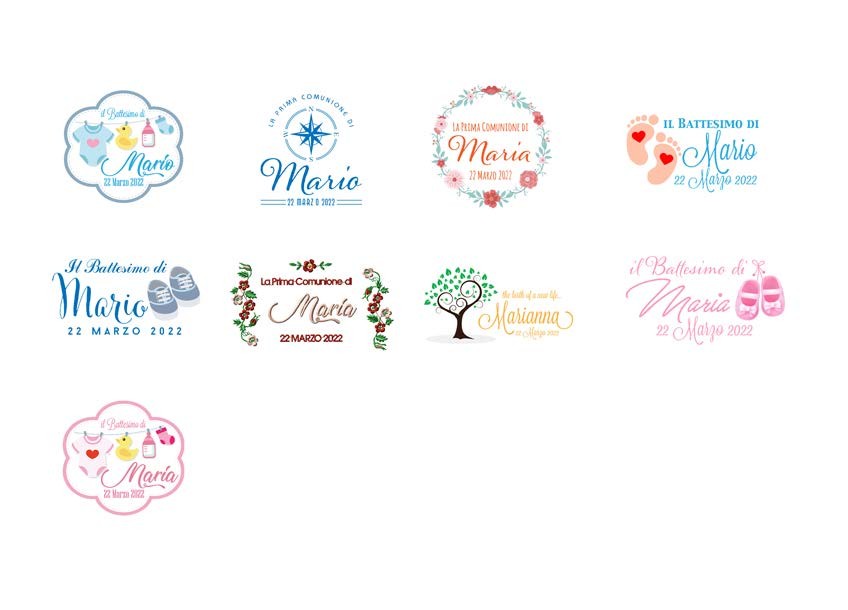 il Battesimo di
Mario
22 Marzo 2022
LA PRIMA COMUNIONE DI
N
W E
S
Mario
22 MARZO 2022
La Prima Comunione di
Maria
22 Marzo 2022
il Battesimo di
Mario
22 Marzo 2022
Il Battesimo di
Mario
22 MARZO 2022
La Prima Comunione di
Maria
22 MARZO 2022
the birth of a new life...
Marianna
22 Marzo 2022
il Battesimo di
Maria
22 Marzo 2022
il Battesimo di
Maria
22 Marzo 2022